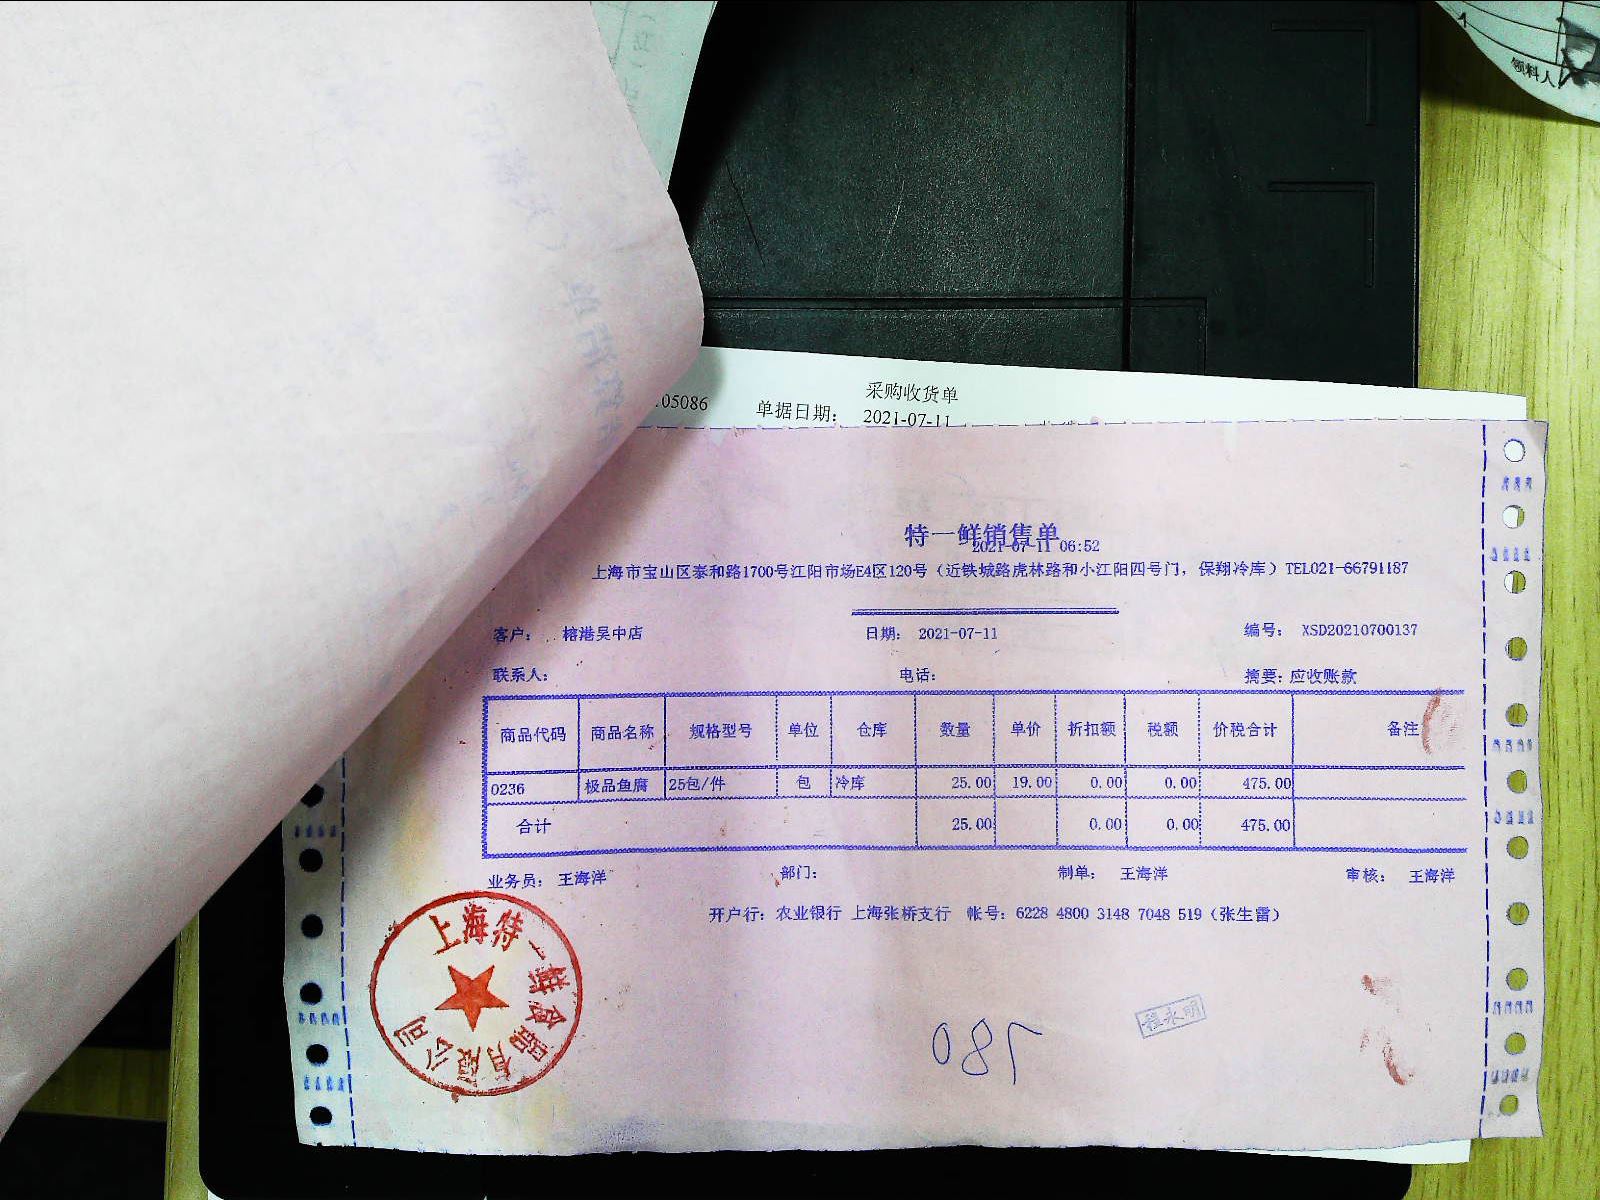 领料人
采购收货单
.05086 单据日期： 2021-07-11
特一鲜销售单
2021-07-11 06:52
上海市宝山区泰和路1700号江阳市场E4区120号（近铁城路虎林路和小江阳四号门，保翔冷库）TEL021-66791187
客户： 榕港吴中店 日期： 2021-07-11 编号： XSD20210700137
联系人： 电话： 摘要：应收账款
商品代码 商品名称 规格型号 单位 仓库 数量 单价 折扣额 税额 价税合计 备注
0236 极品鱼腐 25包/件 包 冷库 25.00 19.00 0.00 0.00 475.00
合计 25.00 0.00 0.00 475.00
业务员： 王海洋 部门： 制单： 王海洋 审核： 王海洋
开户行：农业银行 上海张桥支行 帐号：6228 4800 3148 7048 519（张生雷）
上海特一鲜食品有限公司
程永明